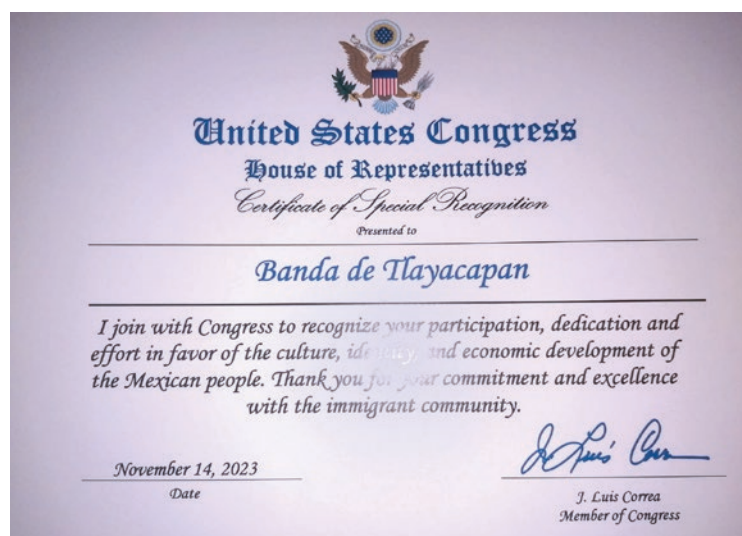 United States Congress
House of Representatives
Certificate of Special Recognition
Presented to
Banda de Tlayacapan
I join with Congress to recognize your participation, dedication and
effort in favor of the culture, identity, and economic development of
the Mexican people. Thank you for your commitment and excellence
with the immigrant community.
November 14, 2023
Date
J. Luis Correa
Member of Congress